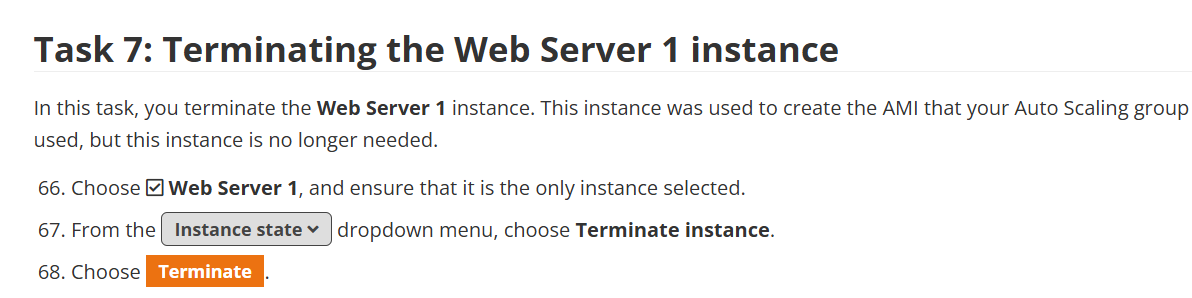 Task 7: Terminating the Web Server 1 instance
In this task, you terminate the Web Server 1 instance. This instance was used to create the AMI that your Auto Scaling group
used, but this instance is no longer needed.
66. Choose Web Server 1, and ensure that it is the only instance selected.
67. From the Instance state dropdown menu, choose Terminate instance.
68. Choose Terminate.